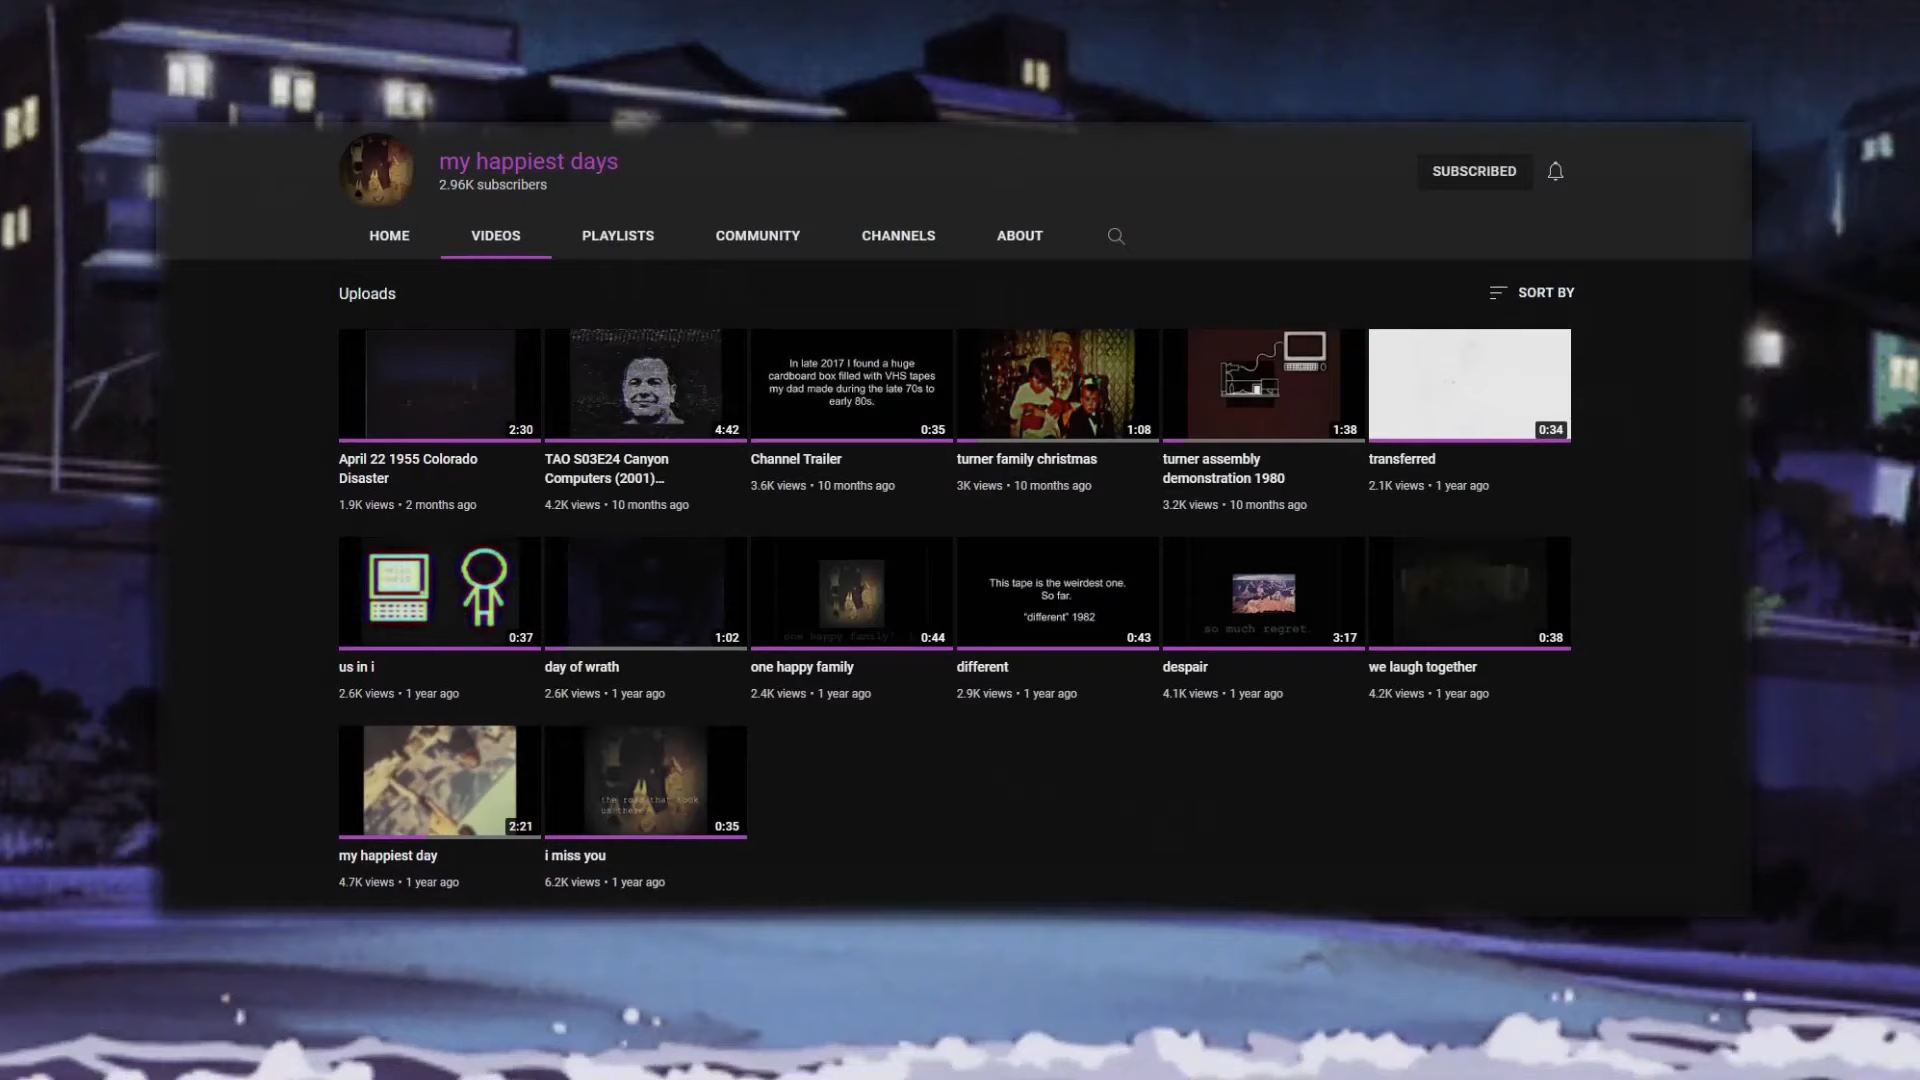 my happiest days
2.96K subscribers
SUBSCRIBED
HOME VIDEOS PLAYLISTS COMMUNITY CHANNELS ABOUT
Uploads
SORT BY
In late 2017 I found a huge
cardboard box filled with VHS tapes
my dad made during the late 70s to
early 80s.
2:30 4:42 0:35 1:08 1:38 0:34
April 22 1955 Colorado
Disaster
1.9K views • 2 months ago
TAO S03E24 Canyon
Computers (2001)...
4.2K views • 10 months ago
Channel Trailer
3.6K views • 10 months ago
turner family christmas
3K views • 10 months ago
turner assembly
demonstration 1980
3.2K views • 10 months ago
transferred
2.1K views • 1 year ago
one happy family!
This tape is the weirdest one.
So far.
"different" 1982
so much regret.
0:37 1:02 0:44 0:43 3:17 0:38
us in i
2.6K views • 1 year ago
day of wrath
2.6K views • 1 year ago
one happy family
2.4K views • 1 year ago
different
2.9K views • 1 year ago
despair
4.1K views • 1 year ago
we laugh together
4.2K views • 1 year ago
the road that took
us there
2:21 0:35
my happiest day
4.7K views • 1 year ago
i miss you
6.2K views • 1 year ago